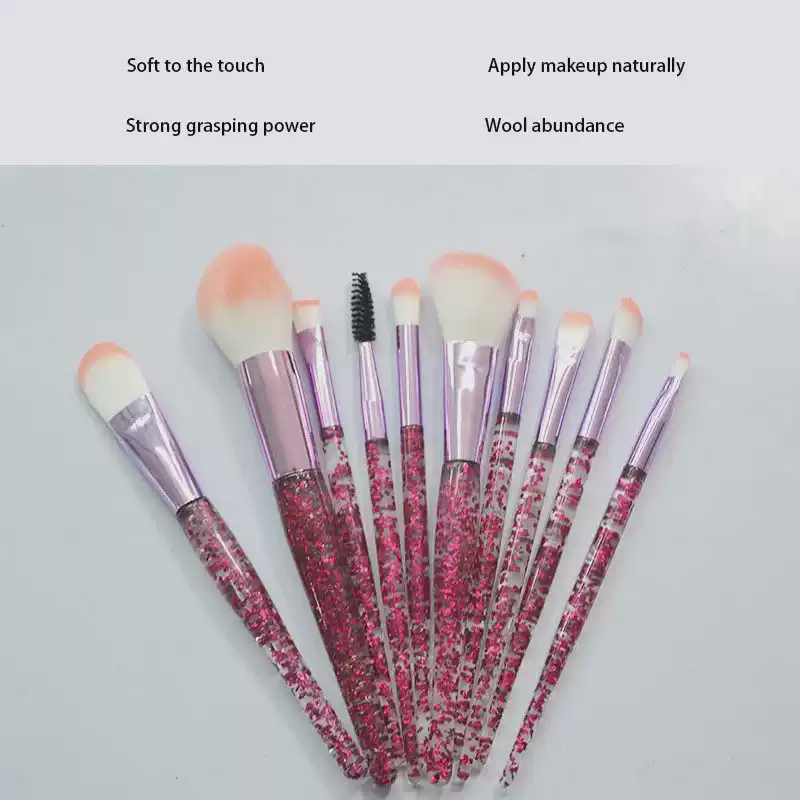 Soft to the touch
Apply makeup naturally
Strong grasping power
Wool abundance